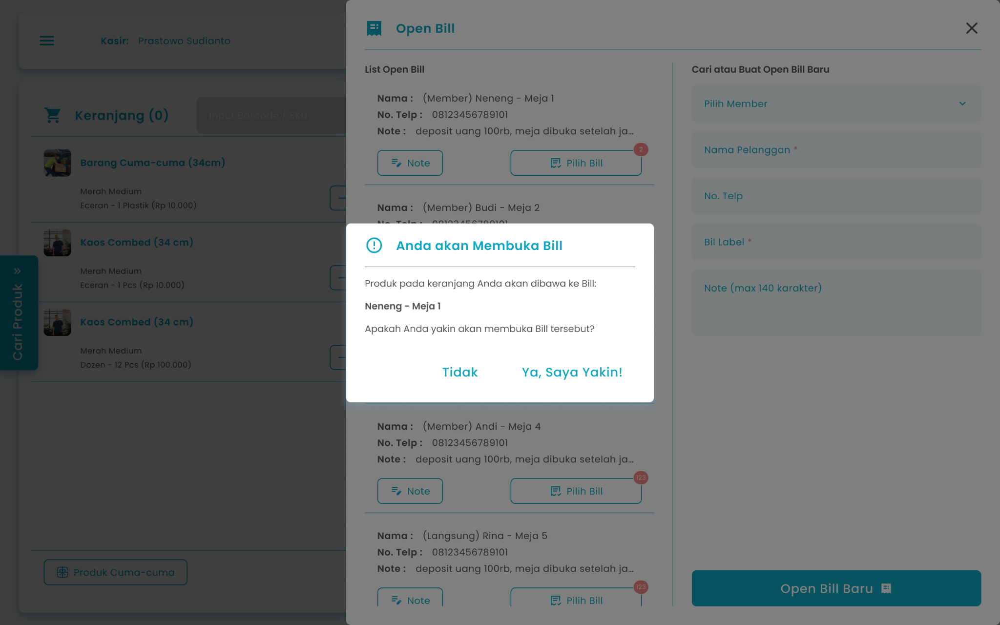 Kasir: Prastowo Sudianto
Keranjang (0)
Input Barcode / SKU
Barang Cuma-cuma (34cm)
Merah Medium
Eceran - 1 Plastik (Rp 10.000)
Kaos Combed (34 cm)
Merah Medium
Eceran - 1 Pcs (Rp 10.000)
Kaos Combed (34 cm)
Merah Medium
Dozen - 12 Pcs (Rp 100.000)
Cari Produk
Produk Cuma-cuma
Open Bill
List Open Bill
Nama : (Member) Neneng - Meja 1
No. Telp : 08123456789101
Note : deposit uang 100rb, meja dibuka setelah ja...
Note
Pilih Bill
2
Nama : (Member) Budi - Meja 2
No. Telp : 08123456789101
Anda akan Membuka Bill
Produk pada keranjang Anda akan dibawa ke Bill:
Neneng - Meja 1
Apakah Anda yakin akan membuka Bill tersebut?
Tidak
Ya, Saya Yakin!
Nama : (Member) Andi - Meja 4
No. Telp : 08123456789101
Note : deposit uang 100rb, meja dibuka setelah ja...
Note
Pilih Bill
123
Nama : (Langsung) Rina - Meja 5
No. Telp : 08123456789101
Note : deposit uang 100rb, meja dibuka setelah ja...
Note
Pilih Bill
123
Cari atau Buat Open Bill Baru
Pilih Member
Nama Pelanggan *
No. Telp
Bil Label *
Note (max 140 karakter)
Open Bill Baru